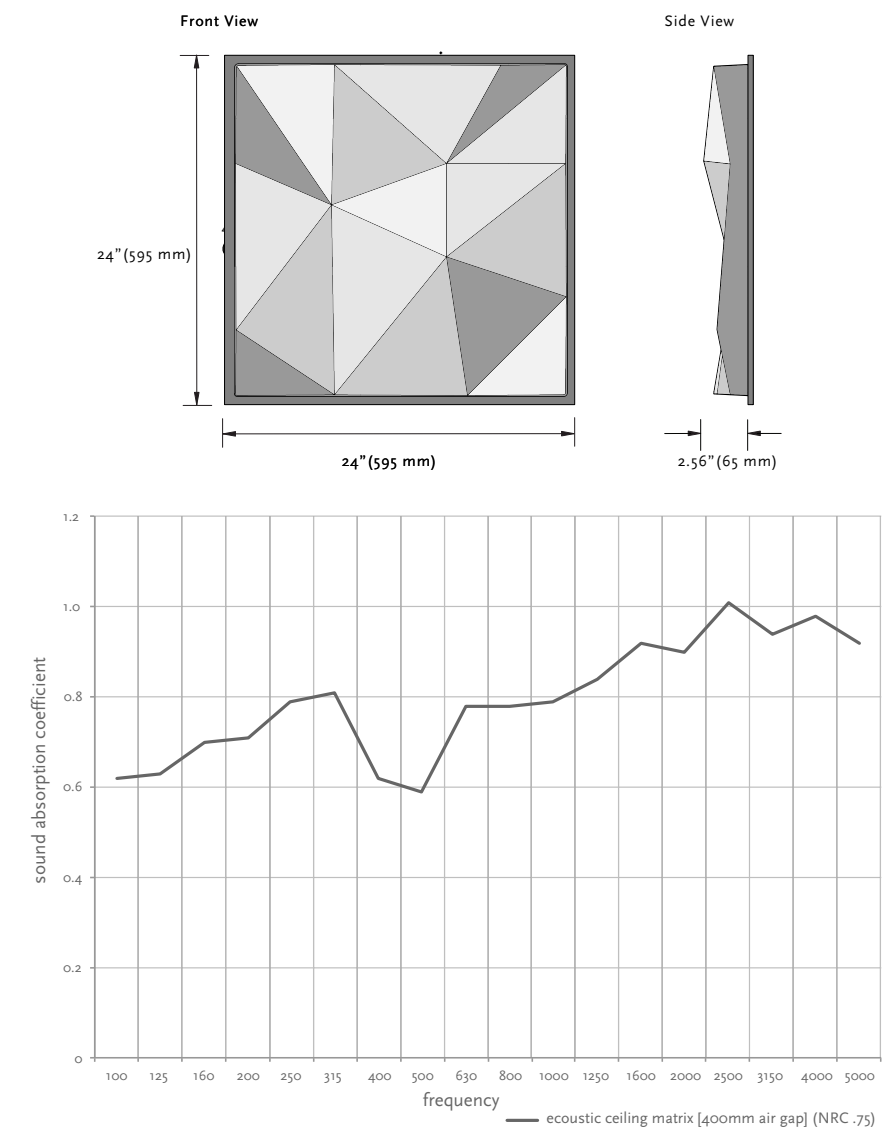 Front View
Side View
24” (595 mm)
24” (595 mm)
2.56” (65 mm)
1.2
1.0
0.8
0.6
0.4
0.2
0
sound absorption coefficient
100 125 160 200 250 315 400 500 630 800 1000 1250 1600 2000 2500 3150 4000 5000
frequency
ecoustic ceiling matrix [400mm air gap] (NRC .75)